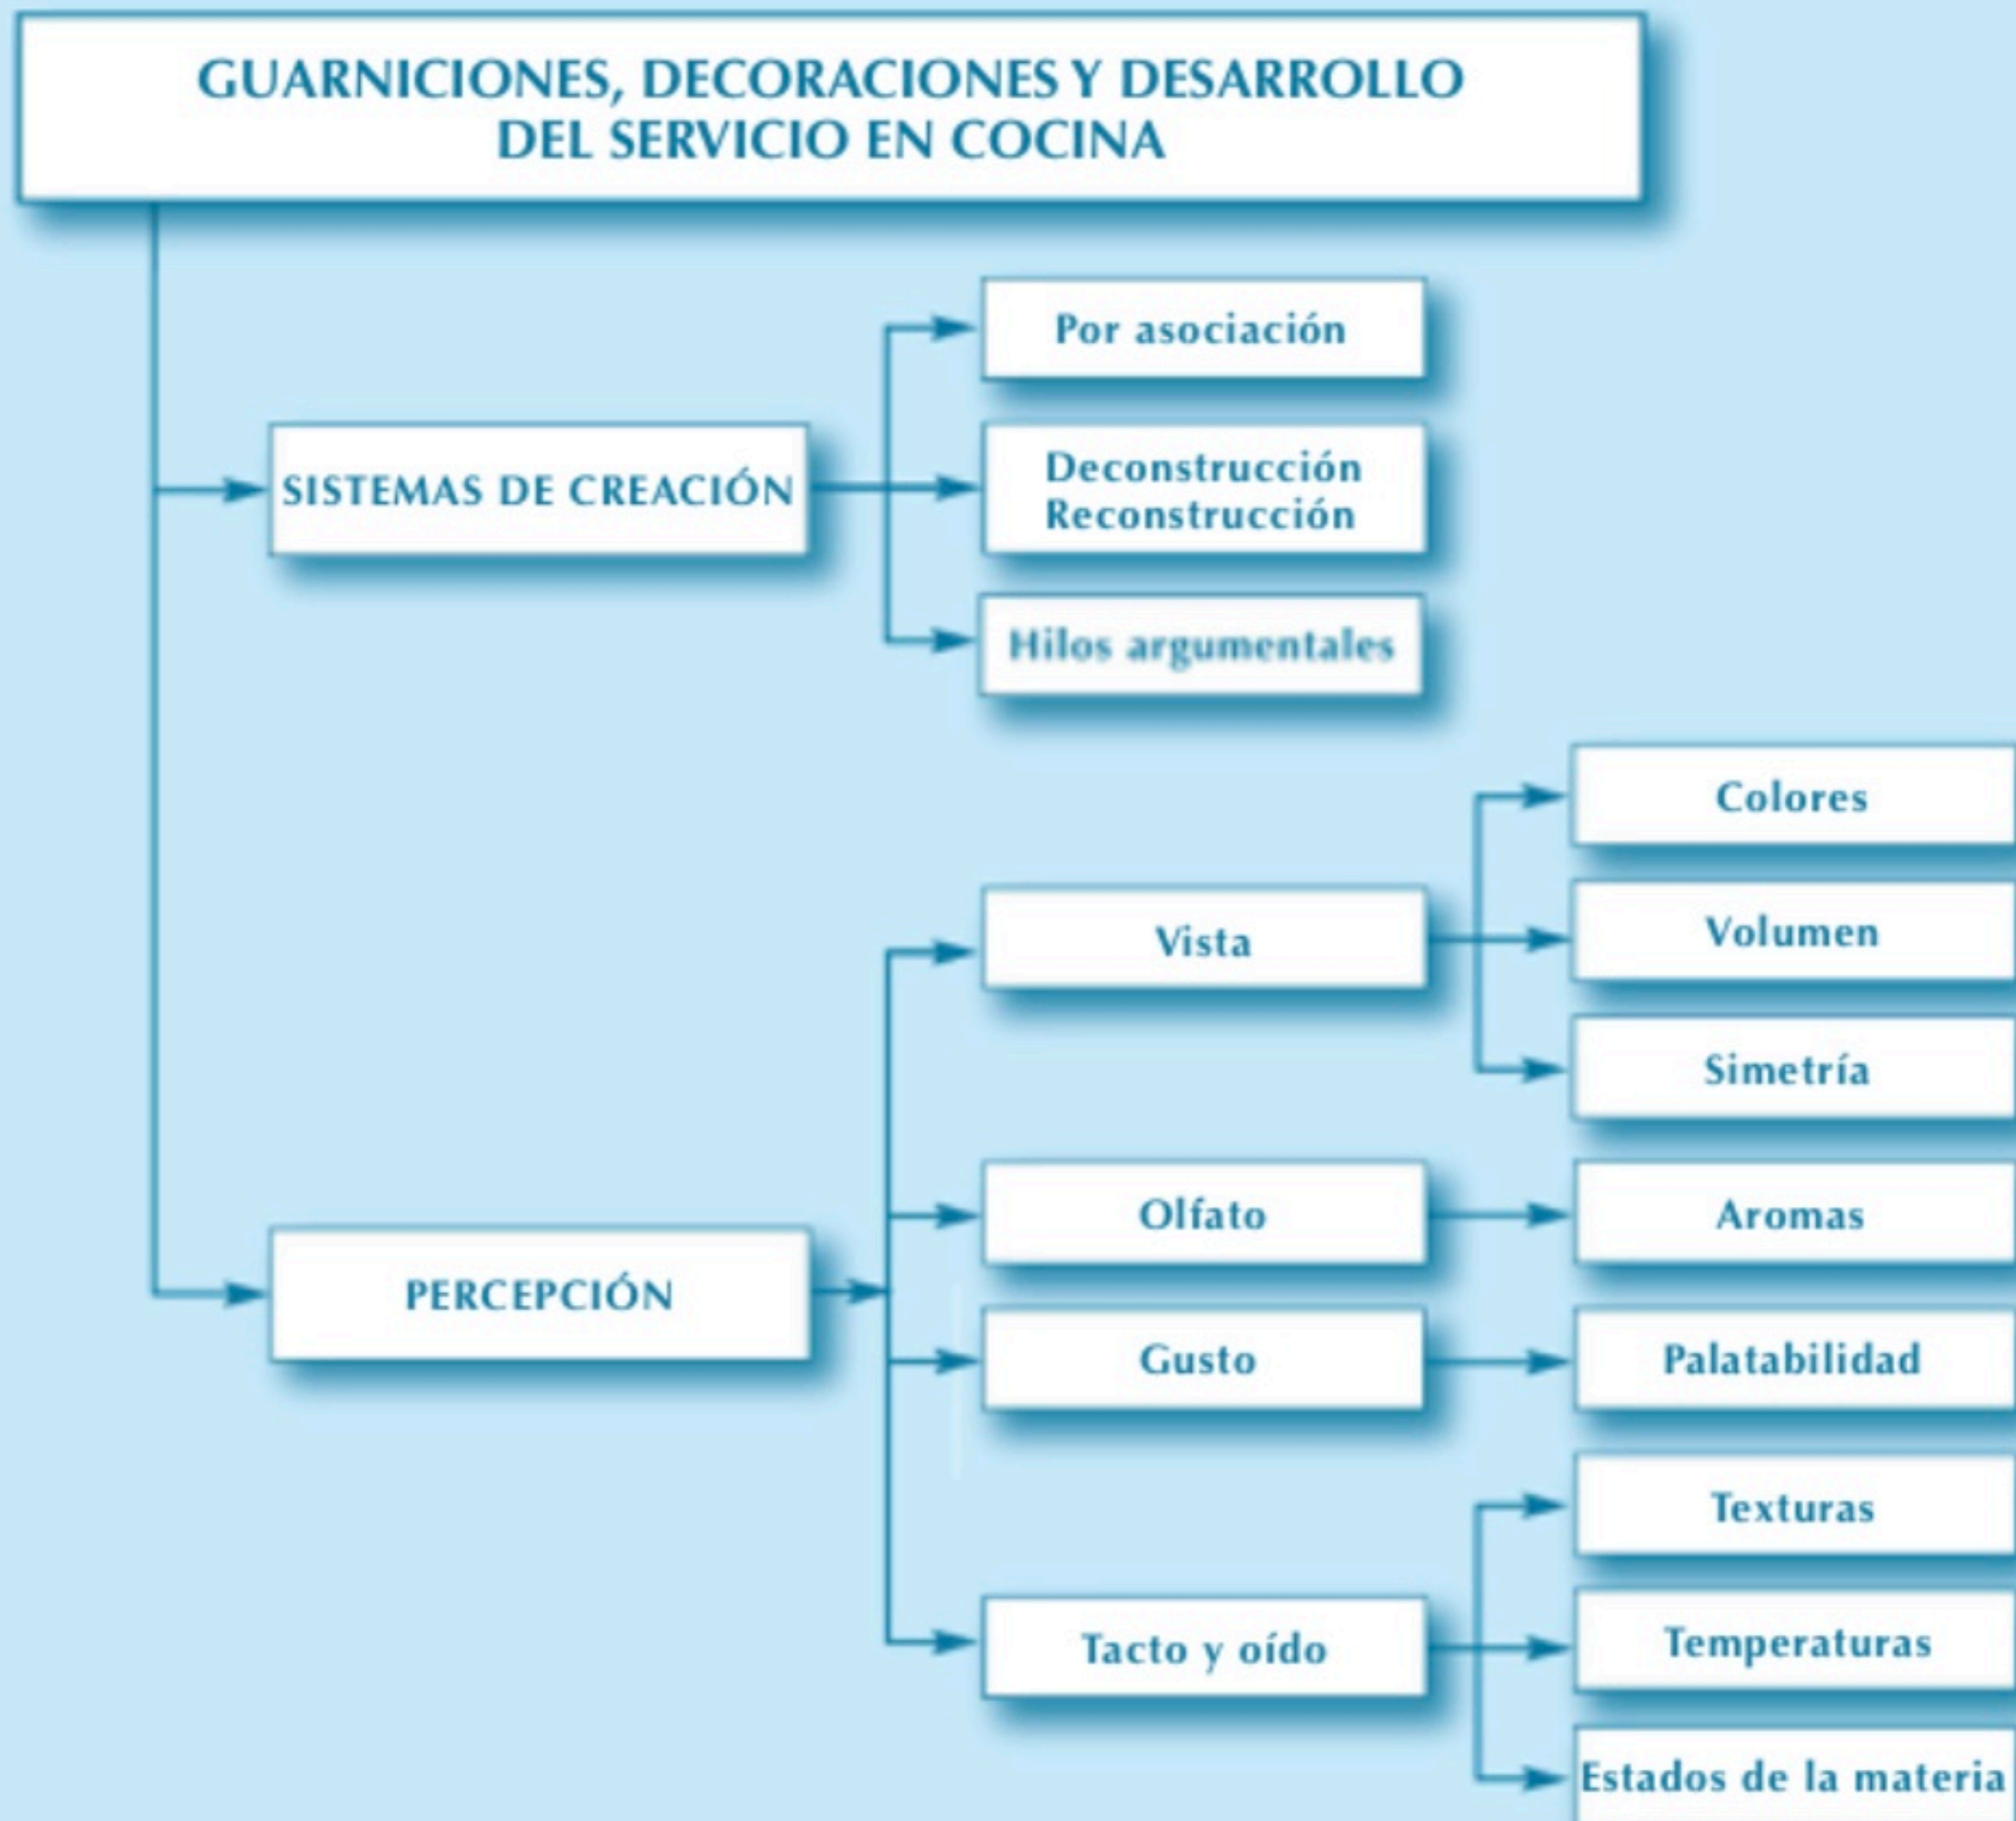 GUARNICIONES, DECORACIONES Y DESARROLLO
DEL SERVICIO EN COCINA
SISTEMAS DE CREACIÓN
Por asociación
Deconstrucción
Reconstrucción
Hilos argumentales
PERCEPCIÓN
Vista
Colores
Volumen
Simetría
Olfato
Aromas
Gusto
Palatabilidad
Tacto y oído
Texturas
Temperaturas
Estados de la materia